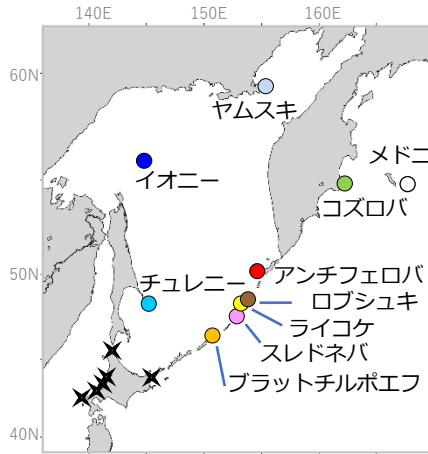 140E 150E 160E
60N
ヤムスキ
メドニ
イオニー
コズロバ
50N
チュレニー
アンチフェロバ
ロブシュキ
ライコケ
スレドネバ
ブラットチルポエフ
40N